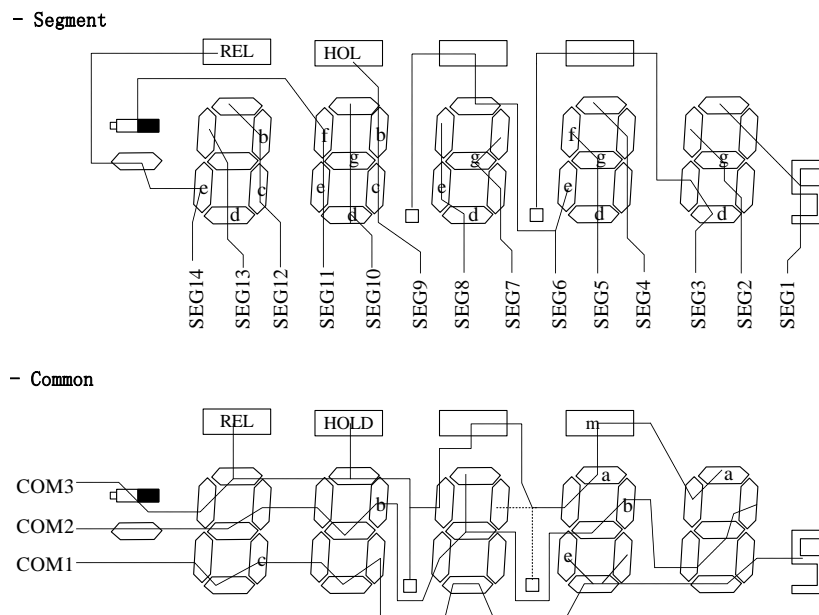 - Segment
REL HOL
b f b f
g g g g
e c e c e e
d d d d d
SEG14 SEG13 SEG12 SEG11 SEG10 SEG9 SEG8 SEG7 SEG6 SEG5 SEG4 SEG3 SEG2 SEG1
- Common
REL HOLD m
a a
COM3
b b
COM2
COM1 c e